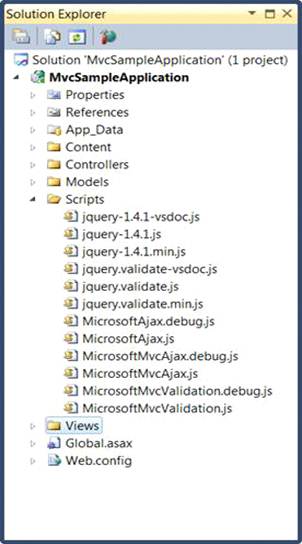 Solution Explorer
Solution 'MvcSampleApplication' (1 project)
MvcSampleApplication
Properties
References
App_Data
Content
Controllers
Models
Scripts
jquery-1.4.1-vsdoc.js
jquery-1.4.1.js
jquery-1.4.1.min.js
jquery.validate-vsdoc.js
jquery.validate.js
jquery.validate.min.js
MicrosoftAjax.debug.js
MicrosoftAjax.js
MicrosoftMvcAjax.debug.js
MicrosoftMvcAjax.js
MicrosoftMvcValidation.debug.js
MicrosoftMvcValidation.js
Views
Global.asax
Web.config